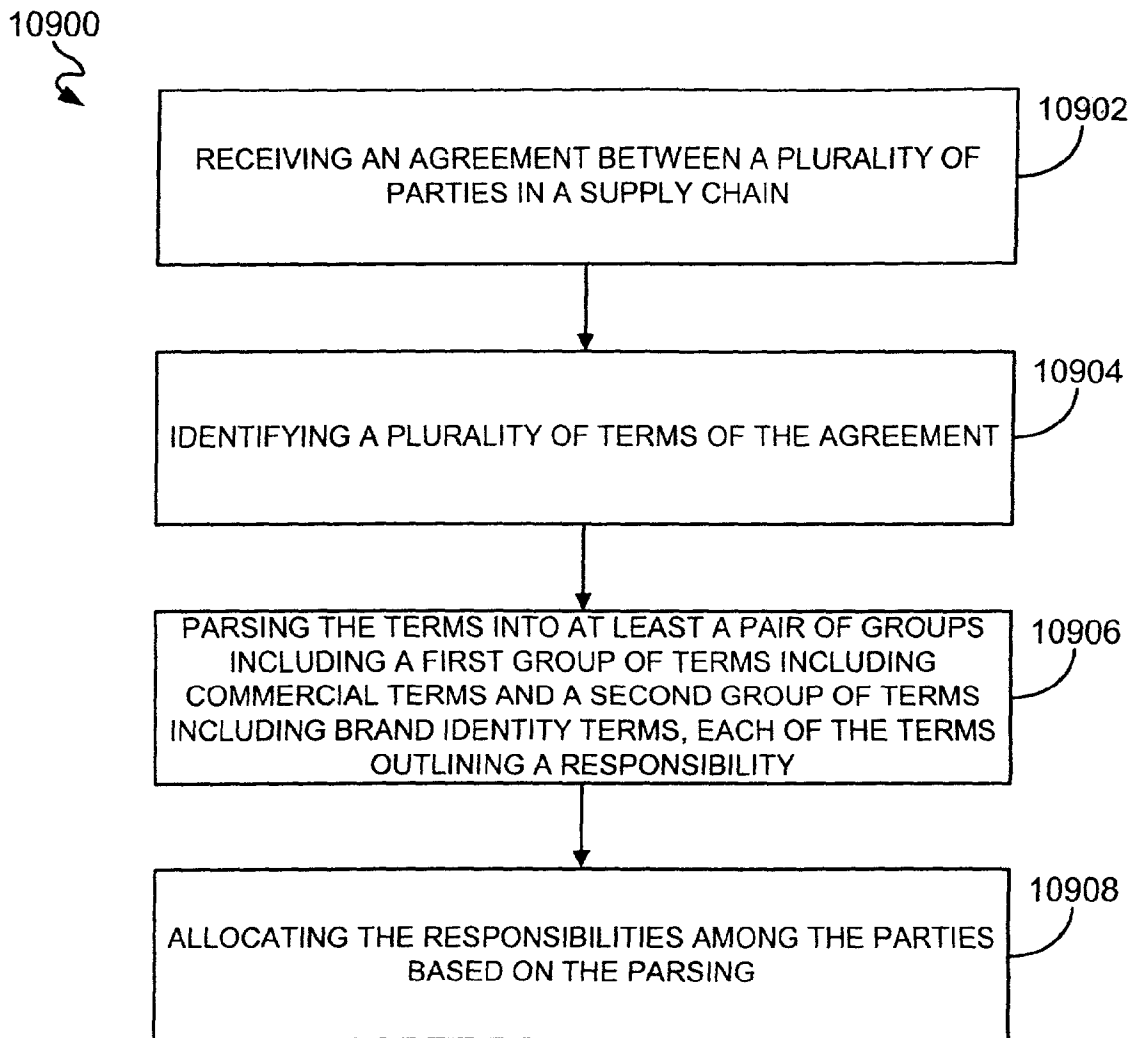 10900
10902
RECEIVING AN AGREEMENT BETWEEN A PLURALITY OF
PARTIES IN A SUPPLY CHAIN
10904
IDENTIFYING A PLURALITY OF TERMS OF THE AGREEMENT
10906
PARSING THE TERMS INTO AT LEAST A PAIR OF GROUPS
INCLUDING A FIRST GROUP OF TERMS INCLUDING
COMMERCIAL TERMS AND A SECOND GROUP OF TERMS
INCLUDING BRAND IDENTITY TERMS, EACH OF THE TERMS
OUTLINING A RESPONSIBILITY
10908
ALLOCATING THE RESPONSIBILITIES AMONG THE PARTIES
BASED ON THE PARSING